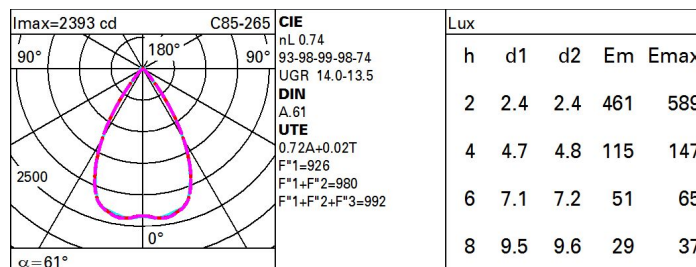 Imax=2393 cd C85-265
90° 180° 90°
2500
0°
α=61°
CIE
nL 0.74
93-98-99-98-74
UGR 14.0-13.5
DIN
A.61
UTE
0.72A+0.02T
F"1=926
F"1+F"2=980
F"1+F"2+F"3=992
Lux
h d1 d2 Em Emax
2 2.4 2.4 461 589
4 4.7 4.8 115 147
6 7.1 7.2 51 65
8 9.5 9.6 29 37